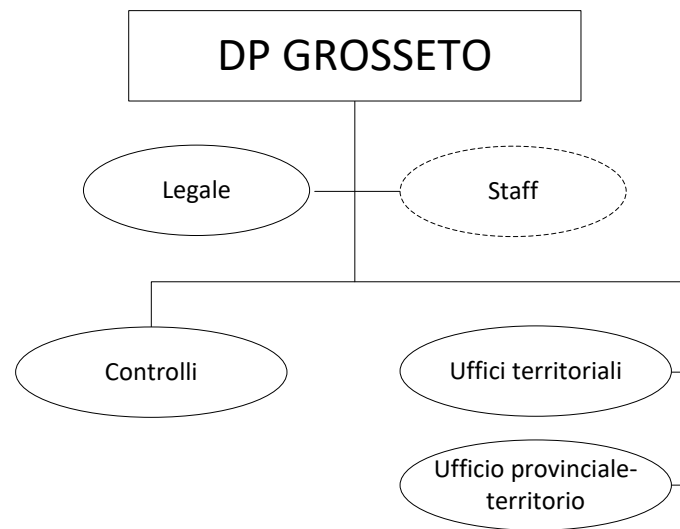 DP GROSSETO
Legale
Staff
Controlli
Uffici territoriali
Ufficio provinciale-
territorio